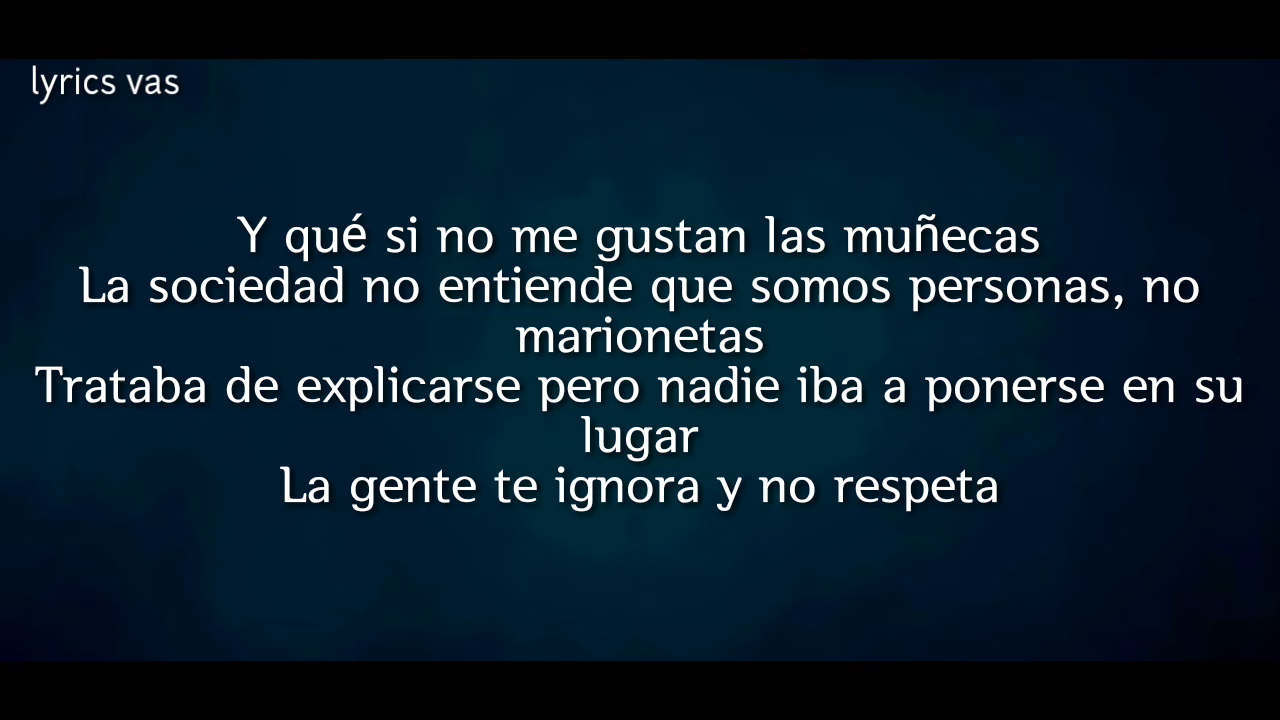 lyrics vas
Y qué si no me gustan las muñecas
La sociedad no entiende que somos personas, no
marionetas
Trataba de explicarse pero nadie iba a ponerse en su
lugar
La gente te ignora y no respeta